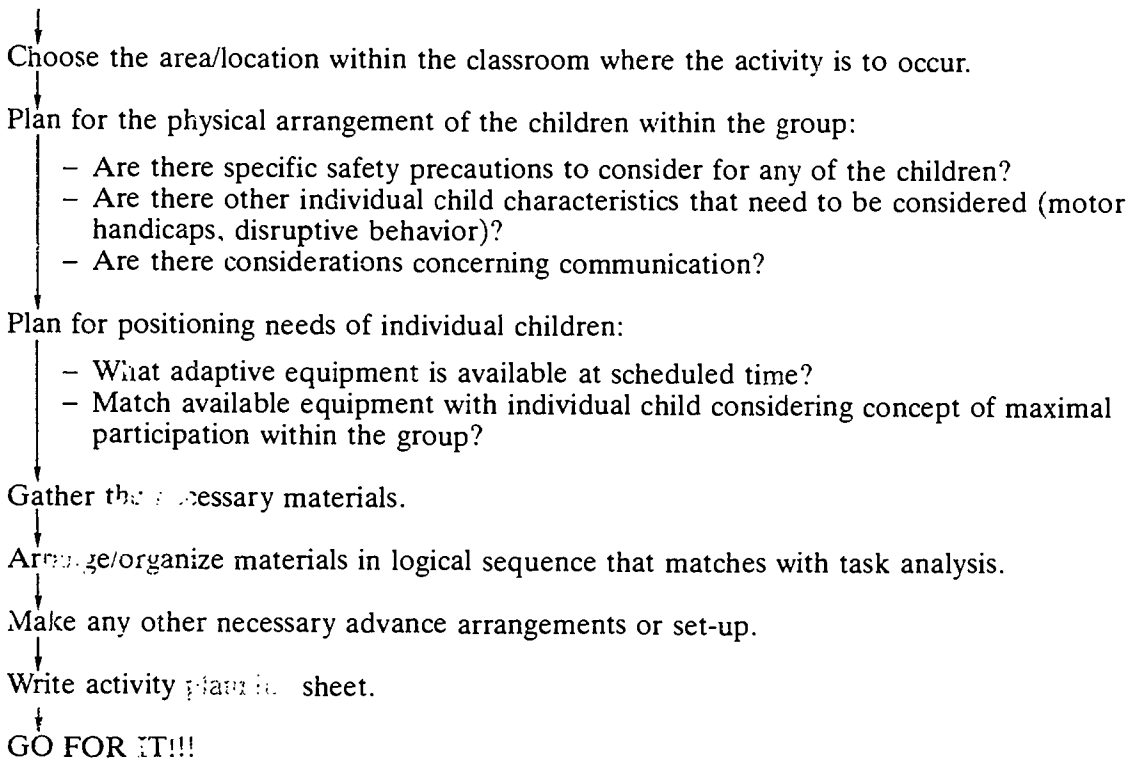 Choose the area/location within the classroom where the activity is to occur.
Plan for the physical arrangement of the children within the group:
– Are there specific safety precautions to consider for any of the children?
– Are there other individual child characteristics that need to be considered (motor
handicaps, disruptive behavior)?
– Are there considerations concerning communication?
Plan for positioning needs of individual children:
– What adaptive equipment is available at scheduled time?
– Match available equipment with individual child considering concept of maximal
participation within the group?
Gather the necessary materials.
Arrange/organize materials in logical sequence that matches with task analysis.
Make any other necessary advance arrangements or set-up.
Write activity sheet.
GO FOR IT!!!